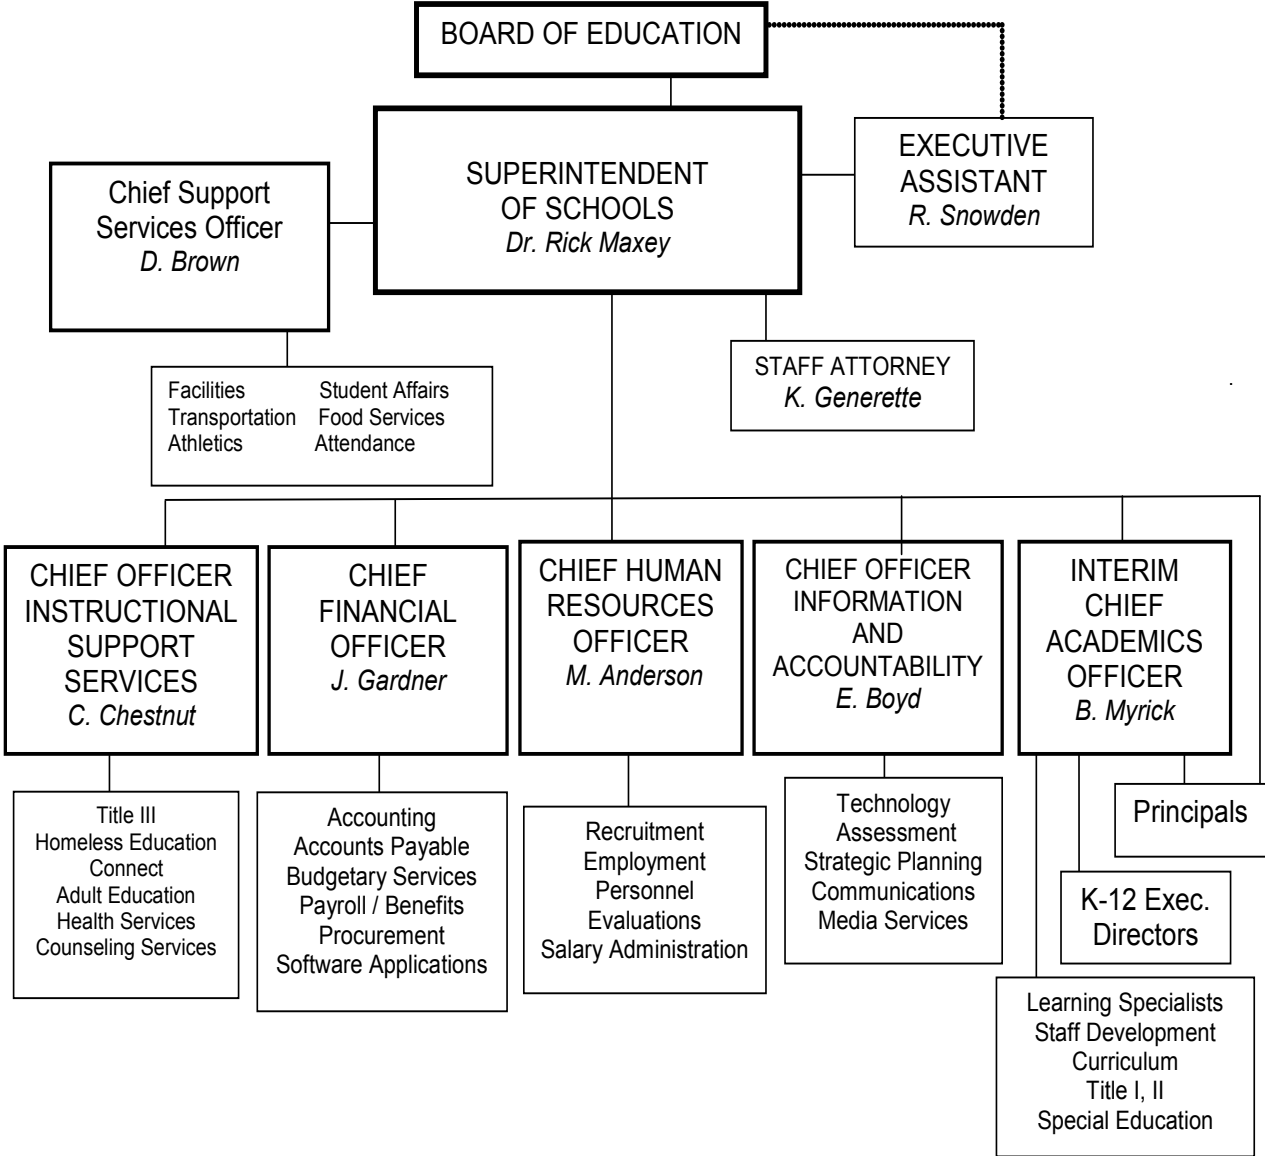 BOARD OF EDUCATION
SUPERINTENDENT
OF SCHOOLS
Dr. Rick Maxey
EXECUTIVE
ASSISTANT
R. Snowden
Chief Support
Services Officer
D. Brown
STAFF ATTORNEY
K. Generette
Facilities Student Affairs
Transportation Food Services
Athletics Attendance
CHIEF OFFICER
INSTRUCTIONAL
SUPPORT
SERVICES
C. Chestnut
CHIEF
FINANCIAL
OFFICER
J. Gardner
CHIEF HUMAN
RESOURCES
OFFICER
M. Anderson
CHIEF OFFICER
INFORMATION
AND
ACCOUNTABILITY
E. Boyd
INTERIM
CHIEF
ACADEMICS
OFFICER
B. Myrick
Title III
Homeless Education
Connect
Adult Education
Health Services
Counseling Services
Accounting
Accounts Payable
Budgetary Services
Payroll / Benefits
Procurement
Software Applications
Recruitment
Employment
Personnel
Evaluations
Salary Administration
Technology
Assessment
Strategic Planning
Communications
Media Services
Principals
K-12 Exec.
Directors
Learning Specialists
Staff Development
Curriculum
Title I, II
Special Education